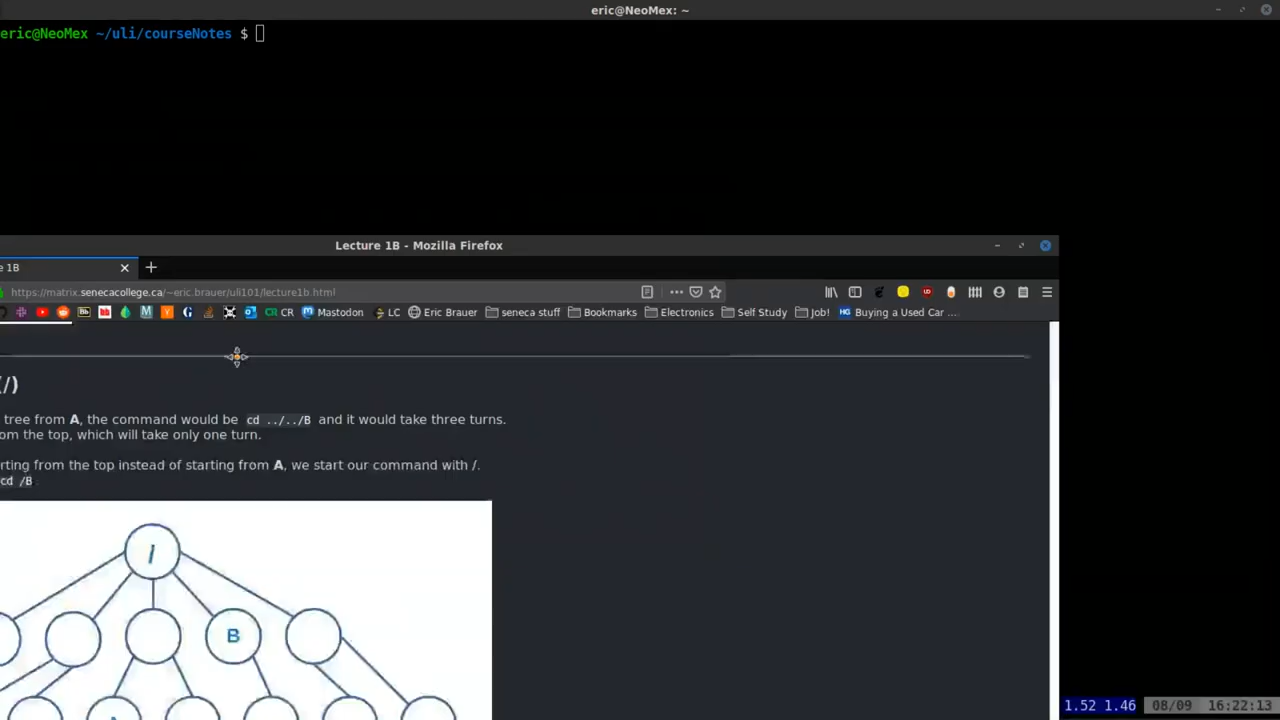 eric@NeoMex: ~
eric@NeoMex ~/uli/courseNotes $
Lecture 1B - Mozilla Firefox
e 1B
https://matrix.senecacollege.ca/~eric.brauer/uli101/lecture1b.html
CR CR Mastodon LC Eric Brauer seneca stuff Bookmarks Electronics Self Study Job! HG Buying a Used Car ...
(/)
tree from A, the command would be cd ../../B and it would take three turns.
om the top, which will take only one turn.
rting from the top instead of starting from A, we start our command with /.
cd /B
/
B
1.52 1.46 08/09 16:22:13